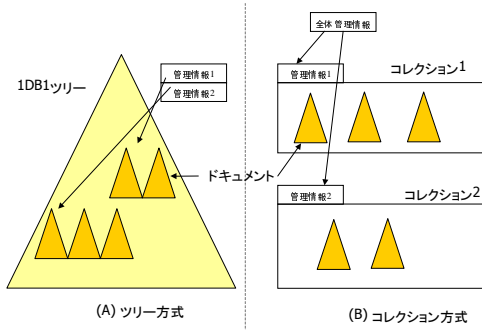 1DB1ツリー
管理情報1
管理情報2
ドキュメント
(A) ツリー方式
全体管理情報
管理情報1
コレクション1
管理情報2
コレクション2
(B) コレクション方式